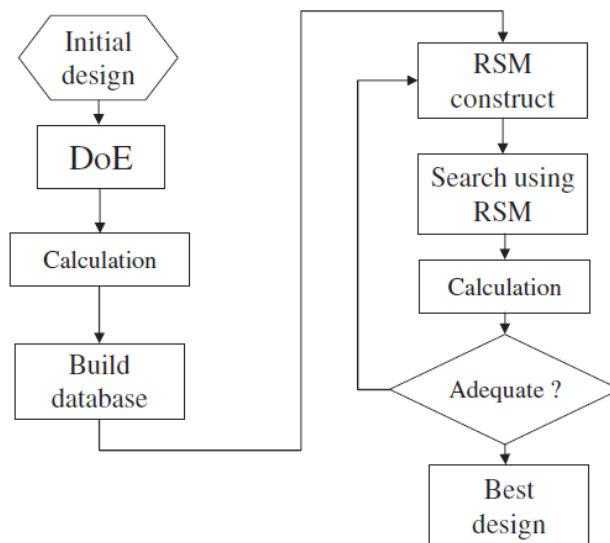 Initial
design
DoE
Calculation
Build
database
RSM
construct
Search using
RSM
Calculation
Adequate ?
Best
design